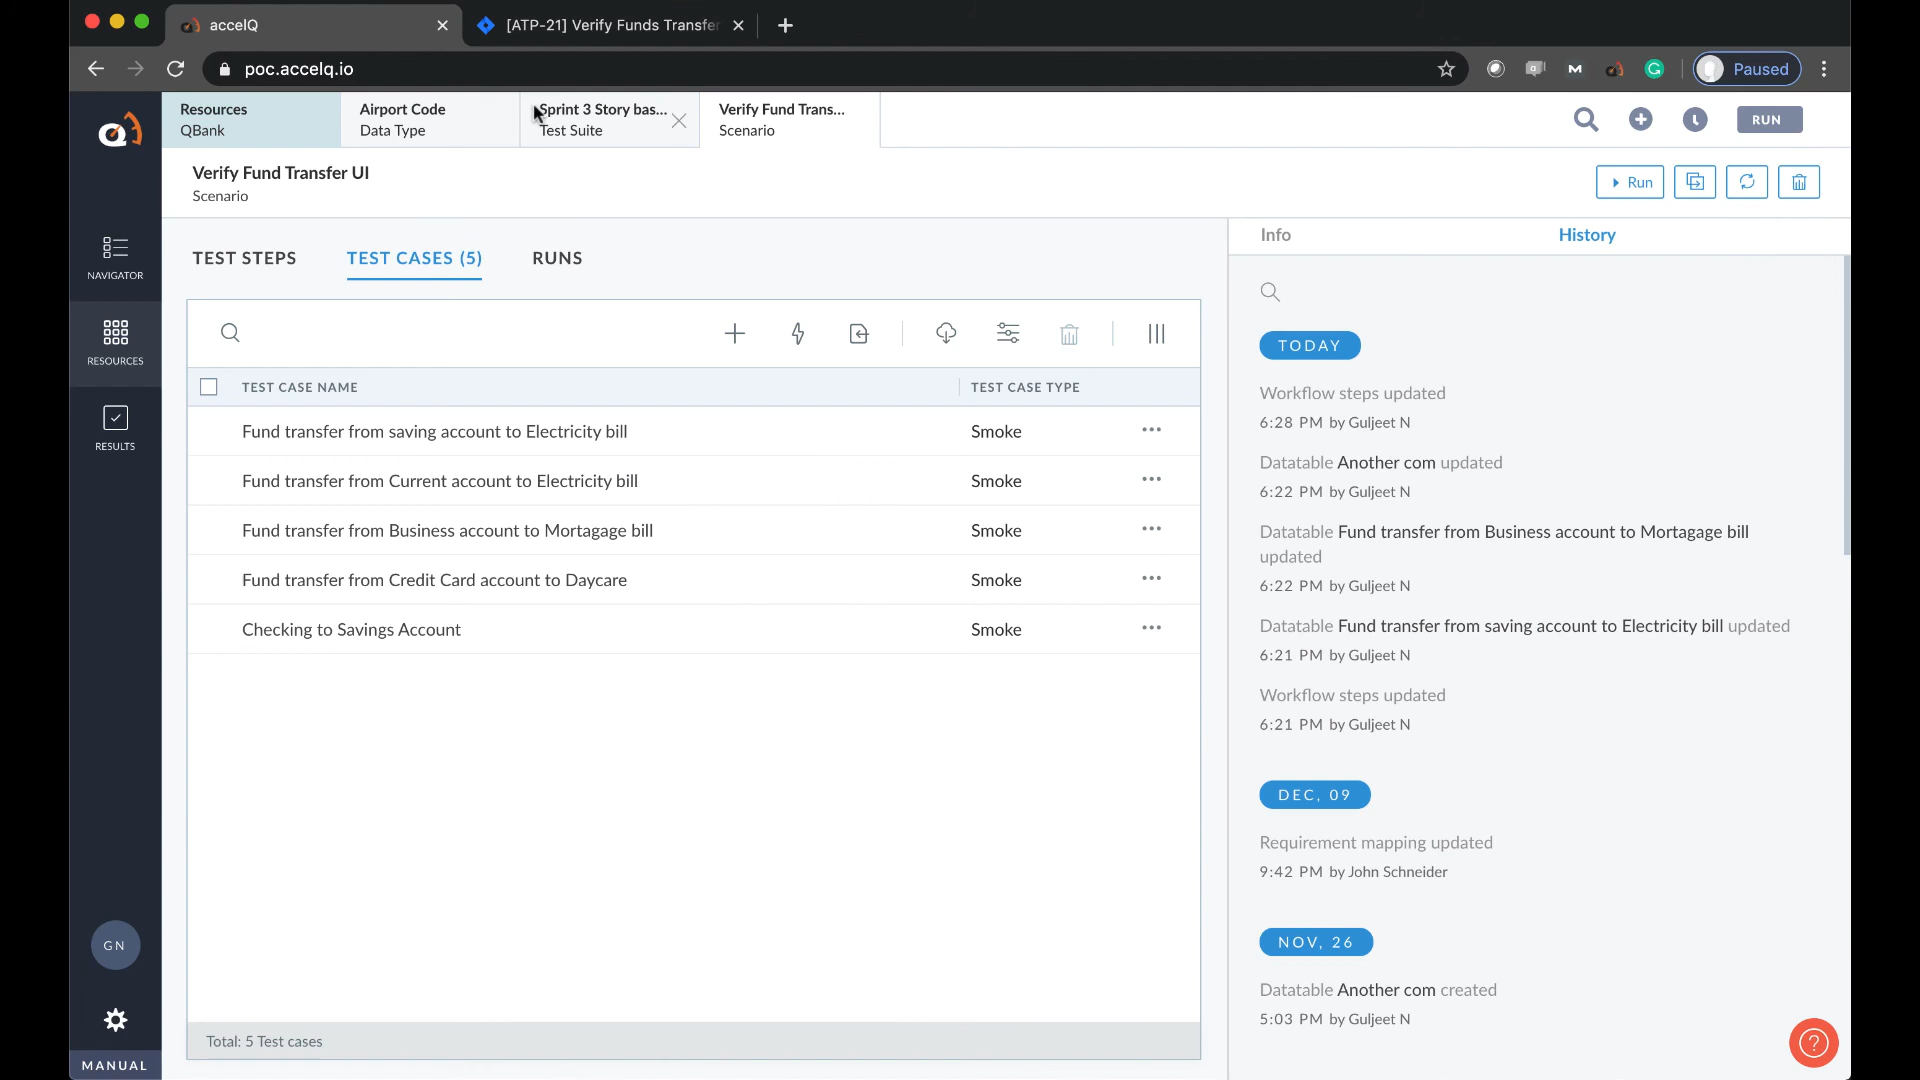 accelQ
[ATP-21] Verify Funds Transfer
poc.accelq.io
Paused
Resources
QBank
Airport Code
Data Type
Sprint 3 Story bas...
Test Suite
Verify Fund Trans...
Scenario
RUN
Verify Fund Transfer UI
Scenario
Run
NAVIGATOR
RESOURCES
RESULTS
GN
MANUAL
TEST STEPS
TEST CASES (5)
RUNS
TEST CASE NAME
TEST CASE TYPE
Fund transfer from saving account to Electricity bill
Smoke
Fund transfer from Current account to Electricity bill
Smoke
Fund transfer from Business account to Mortagage bill
Smoke
Fund transfer from Credit Card account to Daycare
Smoke
Checking to Savings Account
Smoke
Total: 5 Test cases
Info
History
TODAY
Workflow steps updated
6:28 PM by Guljeet N
Datatable Another com updated
6:22 PM by Guljeet N
Datatable Fund transfer from Business account to Mortagage bill
updated
6:22 PM by Guljeet N
Datatable Fund transfer from saving account to Electricity bill updated
6:21 PM by Guljeet N
Workflow steps updated
6:21 PM by Guljeet N
DEC, 09
Requirement mapping updated
9:42 PM by John Schneider
NOV, 26
Datatable Another com created
5:03 PM by Guljeet N